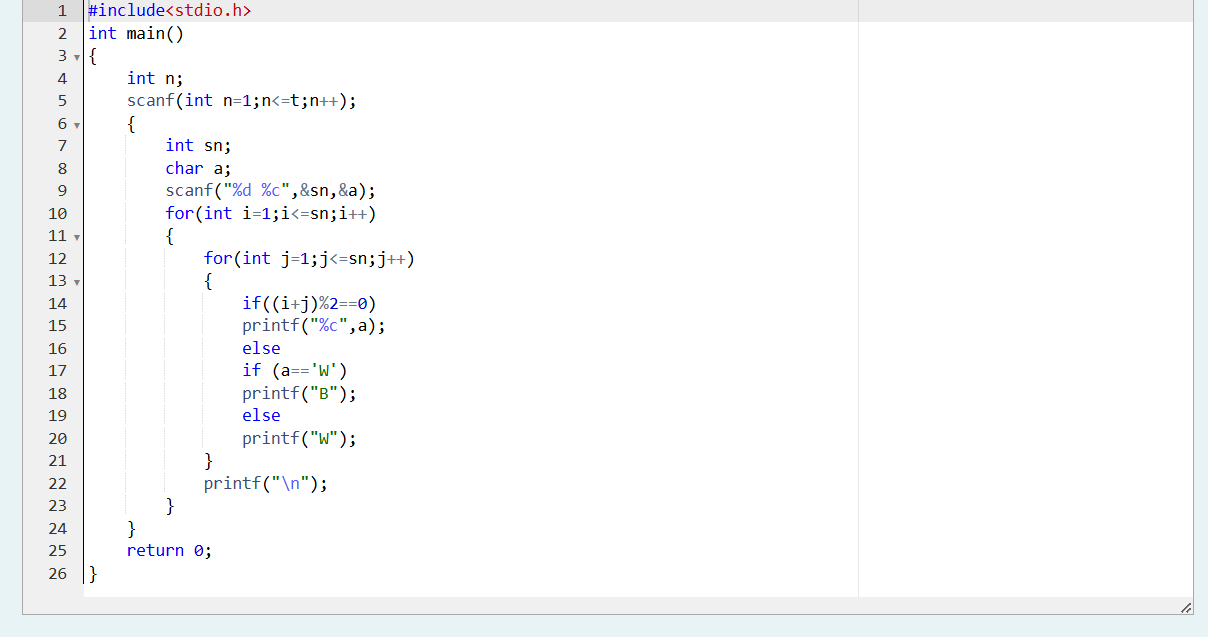 1 #include<stdio.h>
2 int main()
3 {
4     int n;
5     scanf(int n=1;n<=t;n++);
6     {
7         int sn;
8         char a;
9         scanf("%d %c",&sn,&a);
10         for(int i=1;i<=sn;i++)
11         {
12             for(int j=1;j<=sn;j++)
13             {
14                 if((i+j)%2==0)
15                 printf("%c",a);
16                 else
17                 if (a=='W')
18                 printf("B");
19                 else
20                 printf("W");
21             }
22             printf("\n");
23         }
24     }
25     return 0;
26 }